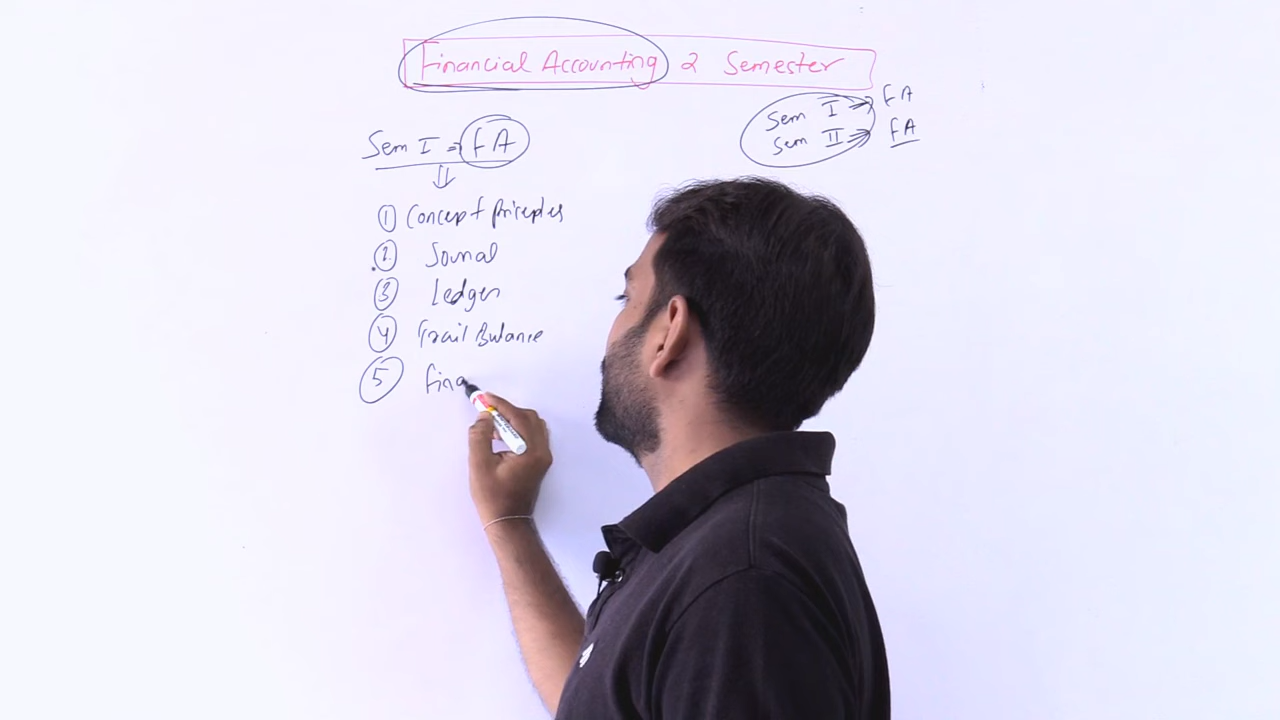 Financial Accounting 2 Semester
Sem I ⇒ FA
Sem II ⇒ FA
Sem I ⇒ FA
⇓
① Concept priceples
② Journal
③ Ledger
④ Trail Balance
⑤ fina